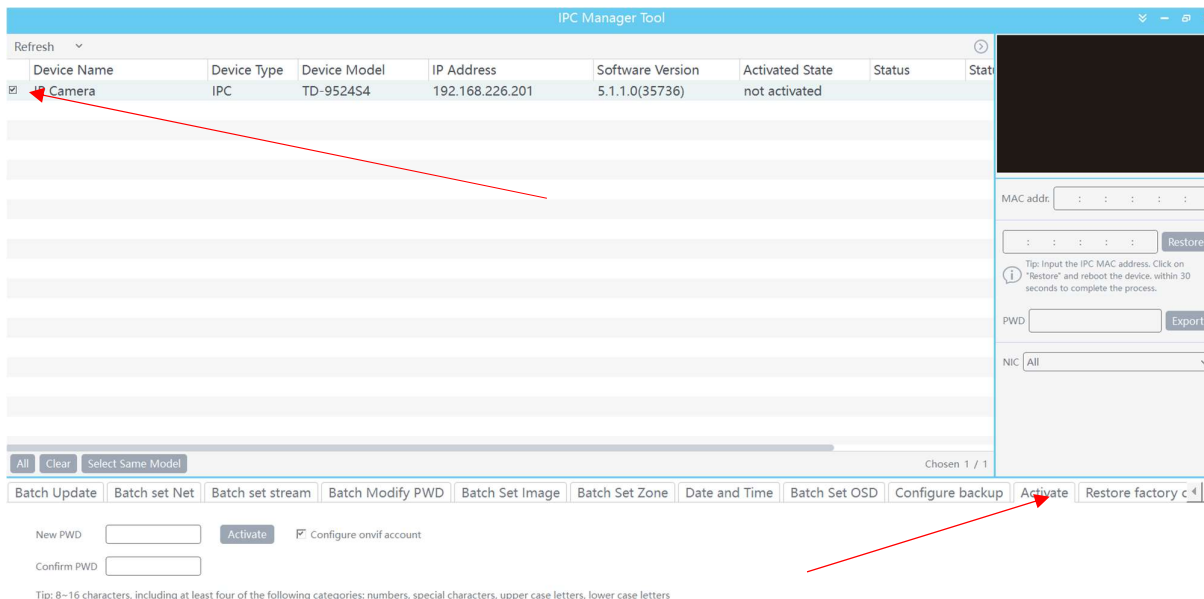 IPC Manager Tool
Refresh
Device Name Device Type Device Model IP Address Software Version Activated State Status
IP Camera IPC TD-9524S4 192.168.226.201 5.1.1.0(35736) not activated
MAC addr. : : : : :
: : : : : Restore
Tip: Input the IPC MAC address. Click on
"Restore" and reboot the device. within 30
seconds to complete the process.
PWD Export
NIC All
All Clear Select Same Model Chosen 1 / 1
Batch Update Batch set Net Batch set stream Batch Modify PWD Batch Set Image Batch Set Zone Date and Time Batch Set OSD Configure backup Activate Restore factory
New PWD Activate Configure onvif account
Confirm PWD
Tip: 8~16 characters, including at least four of the following categories: numbers, special characters, upper case letters, lower case letters